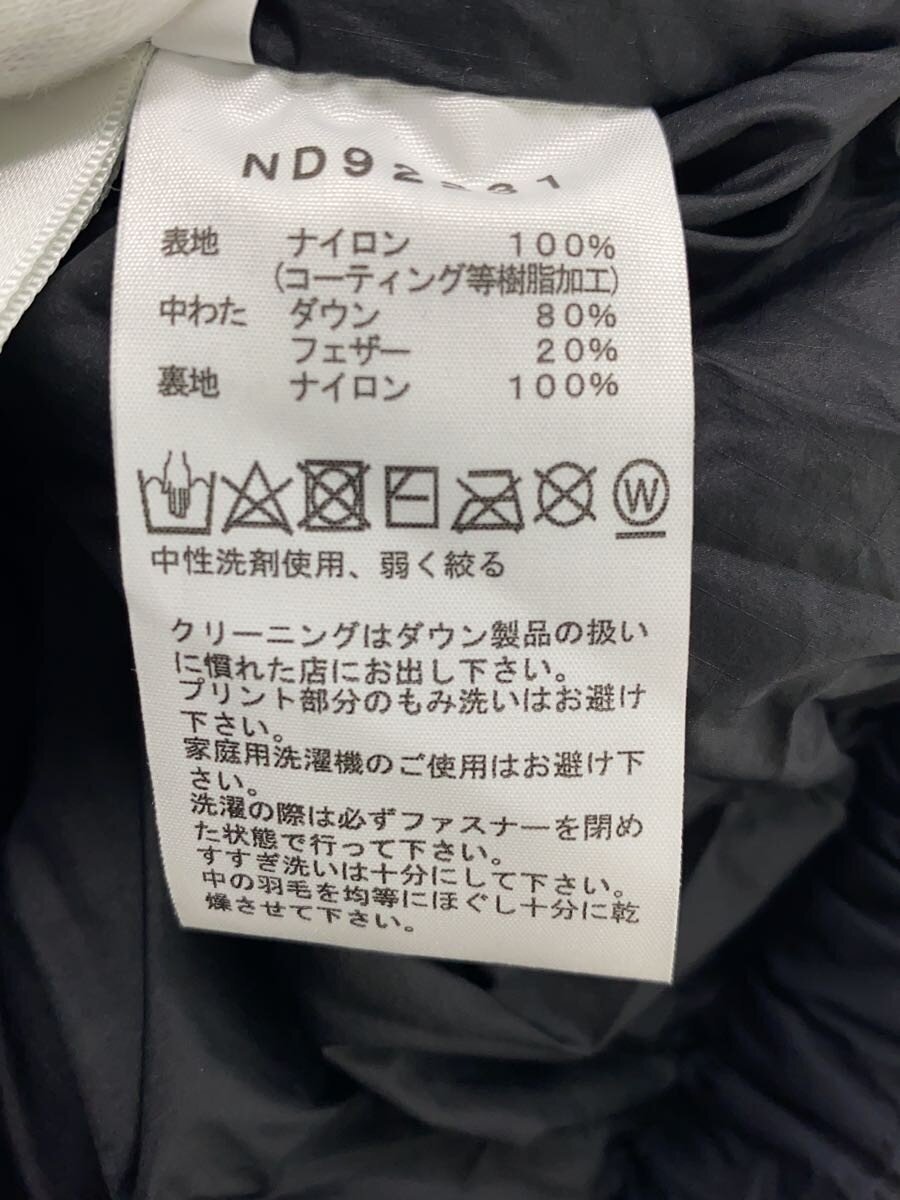 表地 ナイロン 100%
(コーティング等樹脂加工)
中わた ダウン 80%
フェザー 20%
裏地 ナイロン 100%
W
中性洗剤使用、弱く絞る
クリーニングはダウン製品の扱い
に慣れた店にお出し下さい。
プリント部分のもみ洗いはお避け
下さい。
家庭用洗濯機のご使用はお避け下
さい。
洗濯の際は必ずファスナーを閉め
た状態で行って下さい。
すすぎ洗いは十分にして下さい。
中の羽毛を均等にほぐし十分に乾
燥させて下さい。